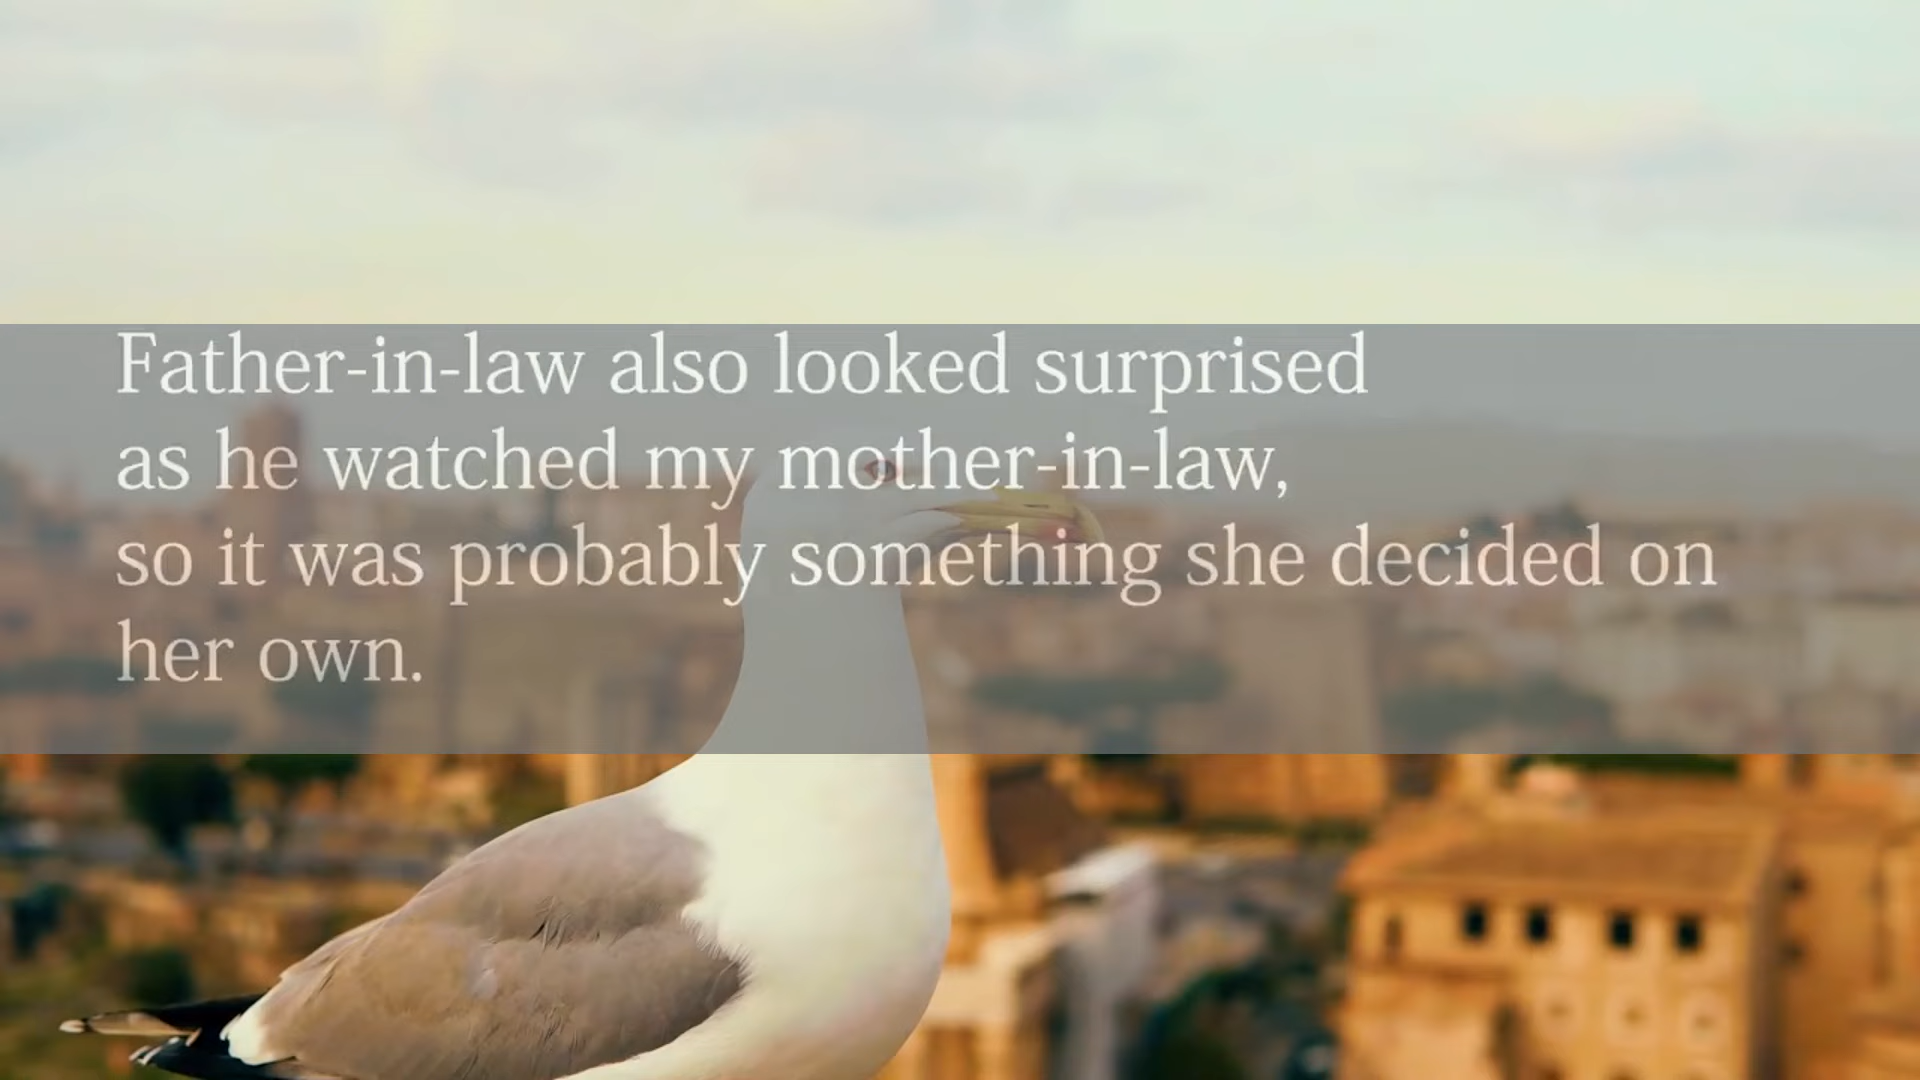 Father-in-law also looked surprised
as he watched my mother-in-law,
so it was probably something she decided on
her own.